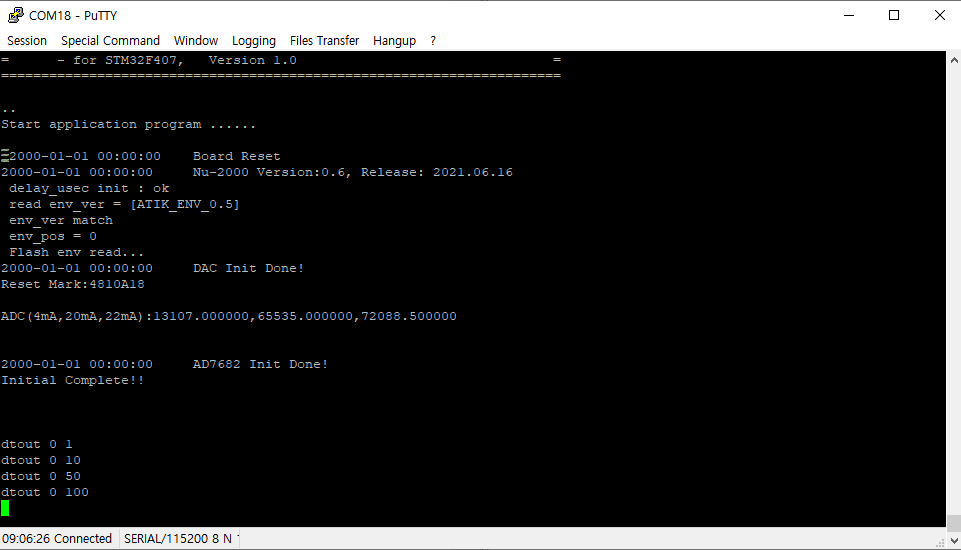 COM18 - PuTTY
Session Special Command Window Logging Files Transfer Hangup ?
=      - for STM32F407,   Version 1.0                                =
======================================================================
..
Start application program ......
2000-01-01 00:00:00    Board Reset
2000-01-01 00:00:00    Nu-2000 Version:0.6, Release: 2021.06.16
delay_usec init : ok
read env_ver = [ATIK_ENV_0.5]
env_ver match
env_pos = 0
Flash env read...
2000-01-01 00:00:00    DAC Init Done!
Reset Mark:4810A18
ADC(4mA,20mA,22mA):13107.000000,65535.000000,72088.500000
2000-01-01 00:00:00    AD7682 Init Done!
Initial Complete!!
dtout 0 1
dtout 0 10
dtout 0 50
dtout 0 100
09:06:26 Connected SERIAL/115200 8 N